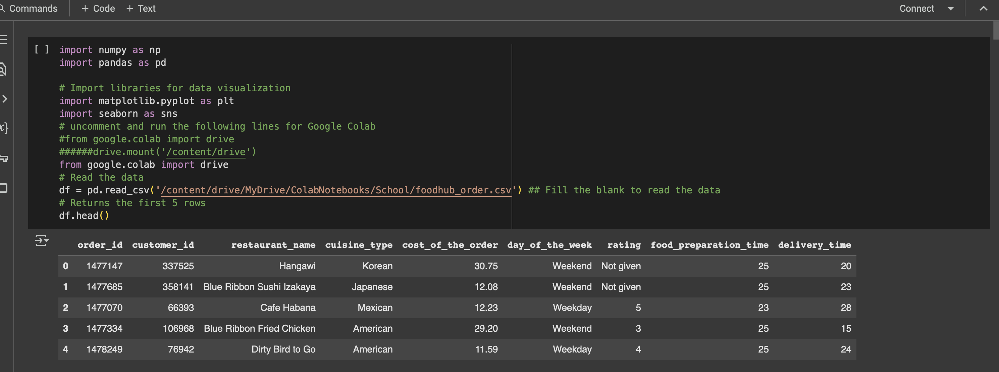 Commands + Code + Text Connect
[ ] import numpy as np
import pandas as pd
# Import libraries for data visualization
import matplotlib.pyplot as plt
import seaborn as sns
# uncomment and run the following lines for Google Colab
#from google.colab import drive
######drive.mount('/content/drive')
from google.colab import drive
# Read the data
df = pd.read_csv('/content/drive/MyDrive/ColabNotebooks/School/foodhub_order.csv') ## Fill the blank to read the data
# Returns the first 5 rows
df.head()
order_id customer_id restaurant_name cuisine_type cost_of_the_order day_of_the_week rating food_preparation_time delivery_time
0 1477147 337525 Hangawi Korean 30.75 Weekend Not given 25 20
1 1477685 358141 Blue Ribbon Sushi Izakaya Japanese 12.08 Weekend Not given 25 23
2 1477070 66393 Cafe Habana Mexican 12.23 Weekday 5 23 28
3 1477334 106968 Blue Ribbon Fried Chicken American 29.20 Weekend 3 25 15
4 1478249 76942 Dirty Bird to Go American 11.59 Weekday 4 25 24